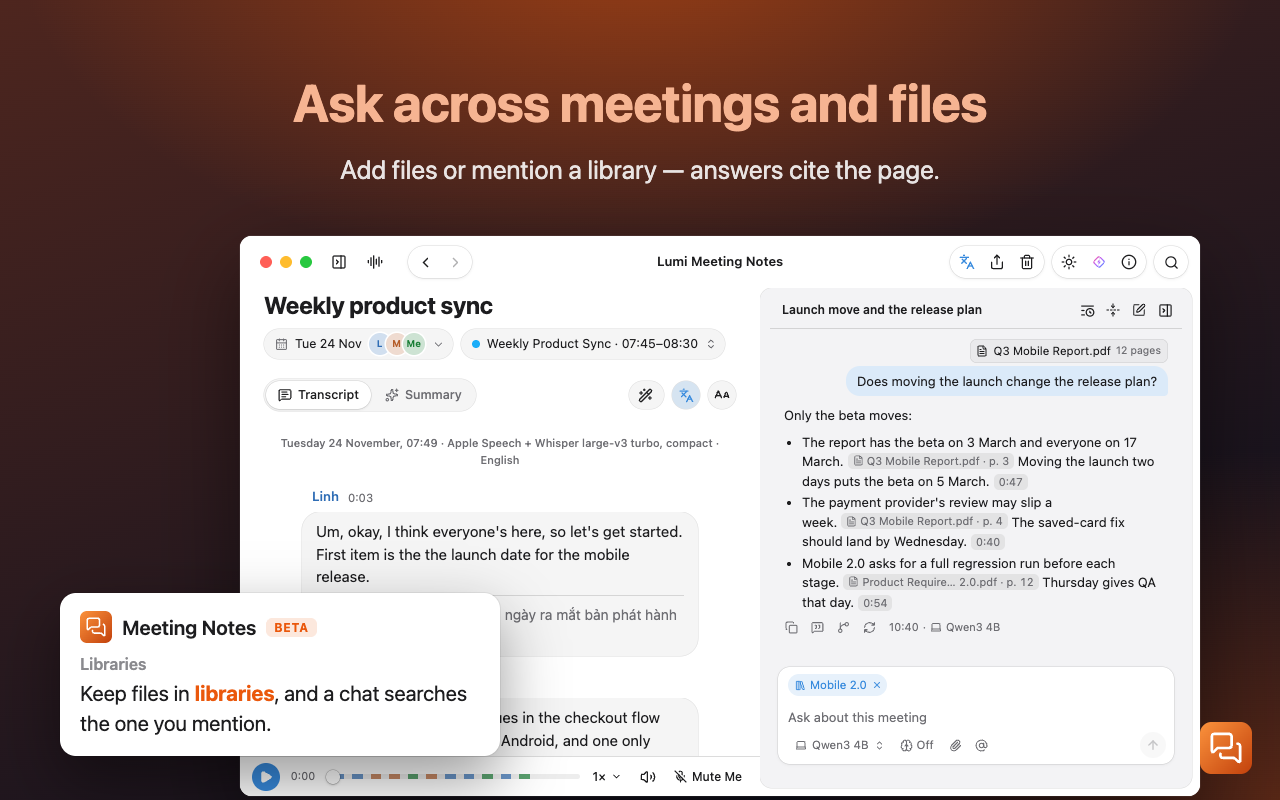 Ask across meetings and files
Add files or mention a library — answers cite the page.
Lumi Meeting Notes
Weekly product sync
Tue 24 Nov
L M Me
Weekly Product Sync · 07:45–08:30
Transcript
Summary
AA
Tuesday 24 November, 07:49 · Apple Speech + Whisper large-v3 turbo, compact ·
English
Linh 0:03
Um, okay, I think everyone's here, so let's get started.
First item is the the launch date for the mobile
release.
ngày ra mắt bản phát hành
in the checkout flow
Android, and one only
0:00
1×
Mute Me
Launch move and the release plan
Q3 Mobile Report.pdf 12 pages
Does moving the launch change the release plan?
Only the beta moves:
• The report has the beta on 3 March and everyone on 17
March. Q3 Mobile Report.pdf · p. 3 Moving the launch two
days puts the beta on 5 March. 0:47
• The payment provider's review may slip a
week. Q3 Mobile Report.pdf · p. 4 The saved-card fix
should land by Wednesday. 0:40
• Mobile 2.0 asks for a full regression run before each
stage. Product Require... 2.0.pdf · p. 12 Thursday gives QA
that day. 0:54
10:40 · Qwen3 4B
Mobile 2.0 ×
Ask about this meeting
Qwen3 4B
Off
Meeting Notes BETA
Libraries
Keep files in libraries, and a chat searches
the one you mention.